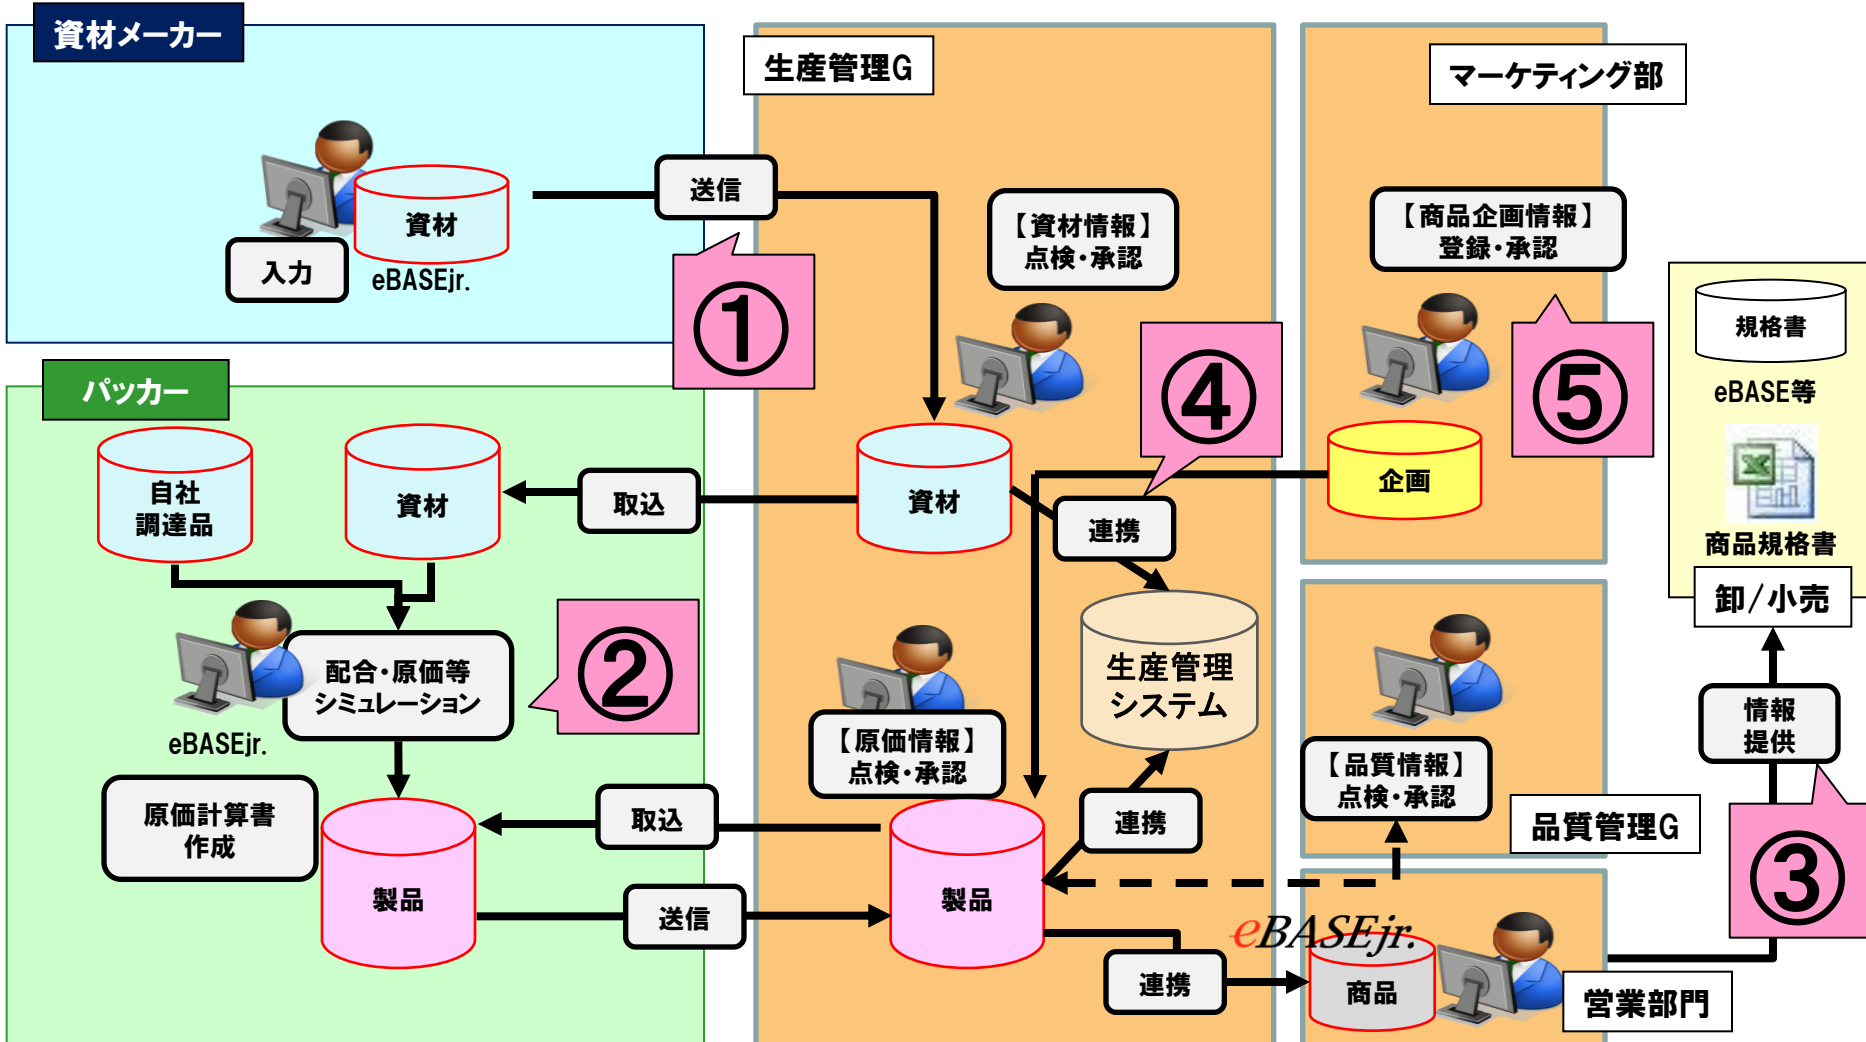 資材メーカー
入力
資材
eBASEjr.
送信
①
パッカー
自社
調達品
資材
取込
配合・原価等
シミュレーション
eBASEjr.
②
原価計算書
作成
製品
取込
送信
生産管理G
【資材情報】
点検・承認
資材
連携
④
生産管理
システム
【原価情報】
点検・承認
連携
製品
連携
マーケティング部
【商品企画情報】
登録・承認
⑤
企画
【品質情報】
点検・承認
品質管理G
eBASEjr.
商品
営業部門
規格書
eBASE等
商品規格書
卸/小売
情報
提供
③